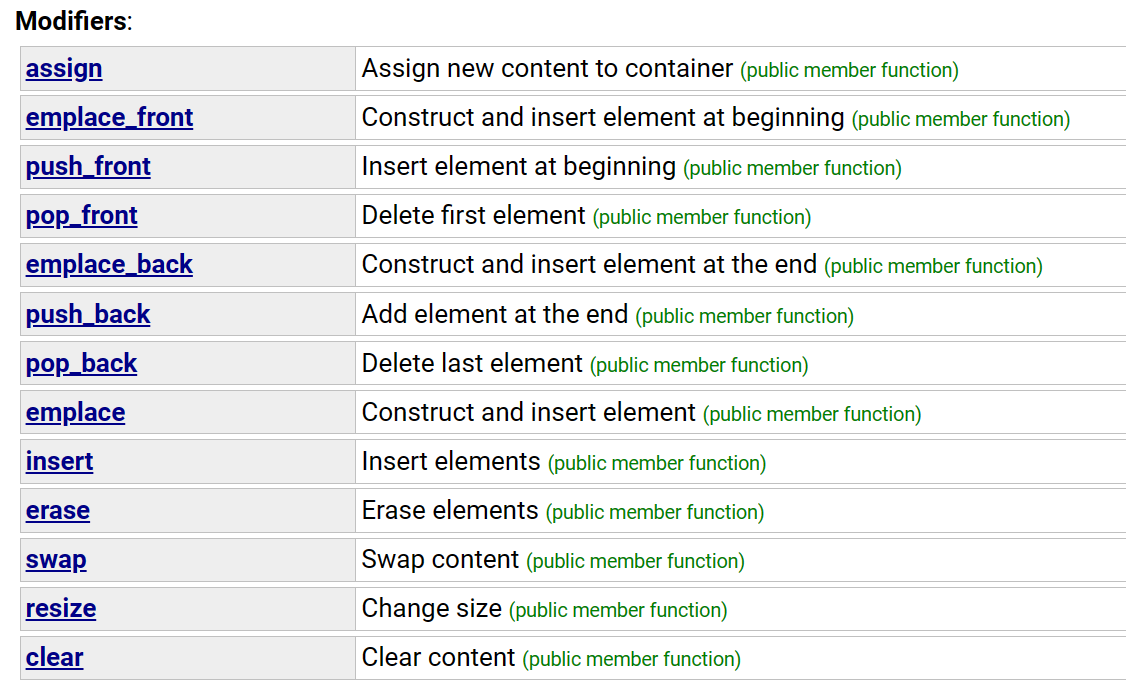 Modifiers:
assign Assign new content to container (public member function)
emplace_front Construct and insert element at beginning (public member function)
push_front Insert element at beginning (public member function)
pop_front Delete first element (public member function)
emplace_back Construct and insert element at the end (public member function)
push_back Add element at the end (public member function)
pop_back Delete last element (public member function)
emplace Construct and insert element (public member function)
insert Insert elements (public member function)
erase Erase elements (public member function)
swap Swap content (public member function)
resize Change size (public member function)
clear Clear content (public member function)